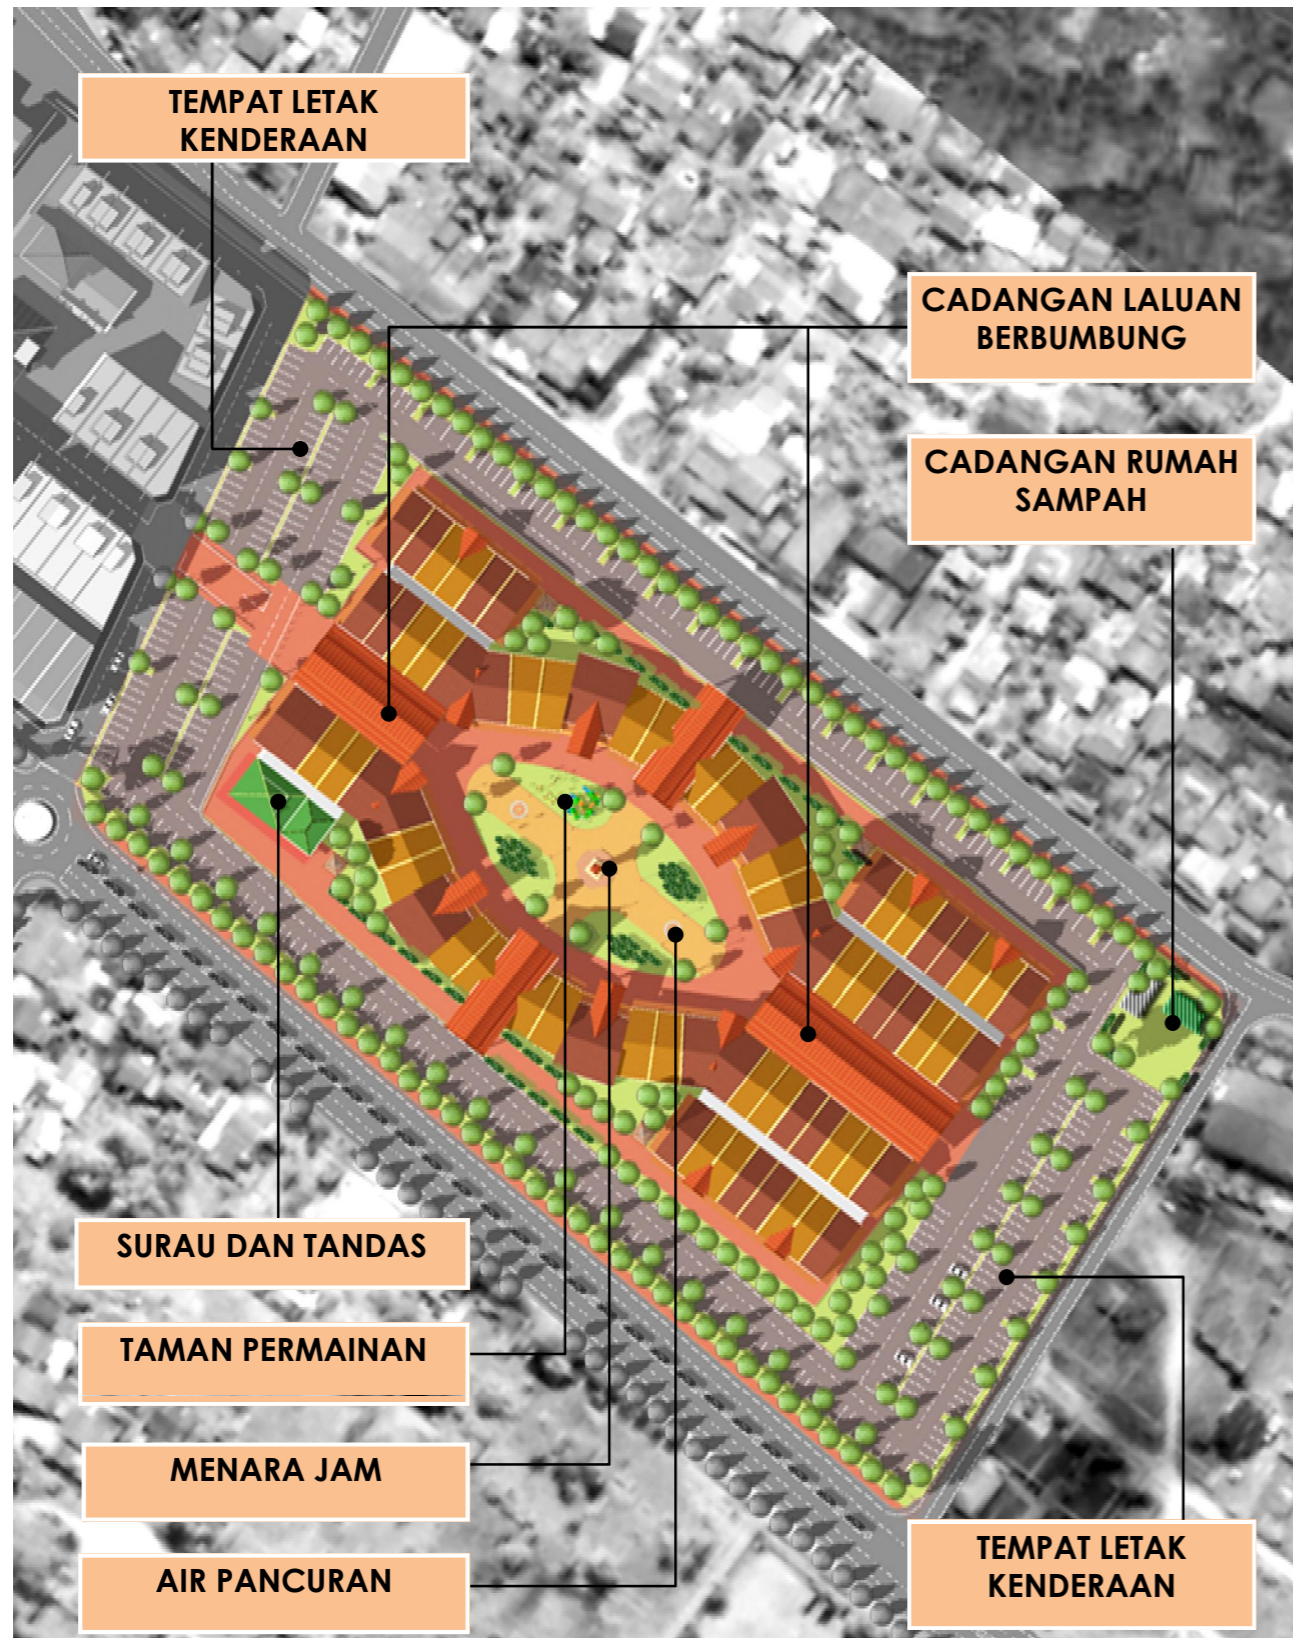 TEMPAT LETAK
KENDERAAN
CADANGAN LALUAN
BERBUMBUNG
CADANGAN RUMAH
SAMPAH
SURAU DAN TANDAS
TAMAN PERMAINAN
MENARA JAM
AIR PANCURAN
TEMPAT LETAK
KENDERAAN